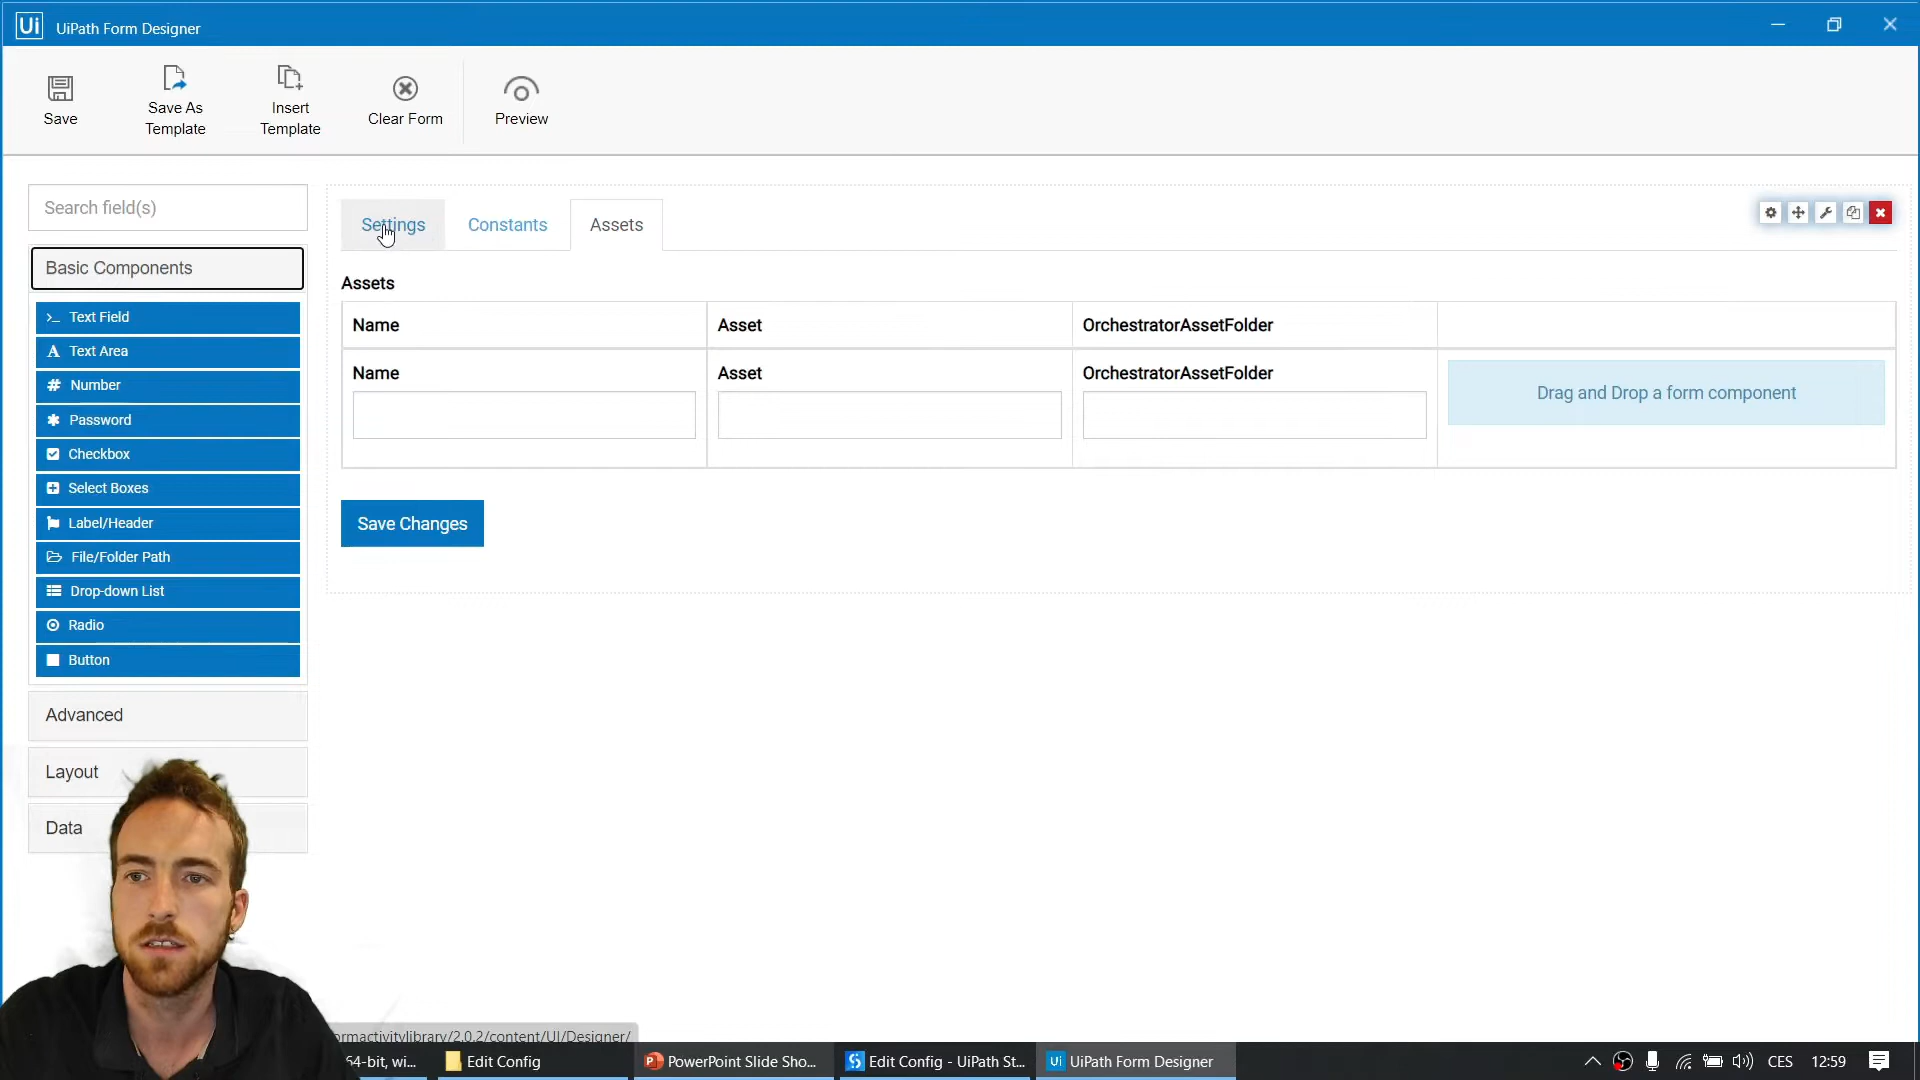 Ui UiPath Form Designer
Save
Save As
Template
Insert
Template
Clear Form
Preview
Search field(s)
Basic Components
Text Field
Text Area
Number
Password
Checkbox
Select Boxes
Label/Header
File/Folder Path
Drop-down List
Radio
Button
Advanced
Layout
Data
Settings
Constants
Assets
Assets
Name
Asset
OrchestratorAssetFolder
Name
Asset
OrchestratorAssetFolder
Drag and Drop a form component
Save Changes
ormactivitylibrary/2.0.2/content/UI/Designer/
64-bit, wi...
Edit Config
PowerPoint Slide Sho...
Edit Config - UiPath St...
Ui UiPath Form Designer
CES
12:59